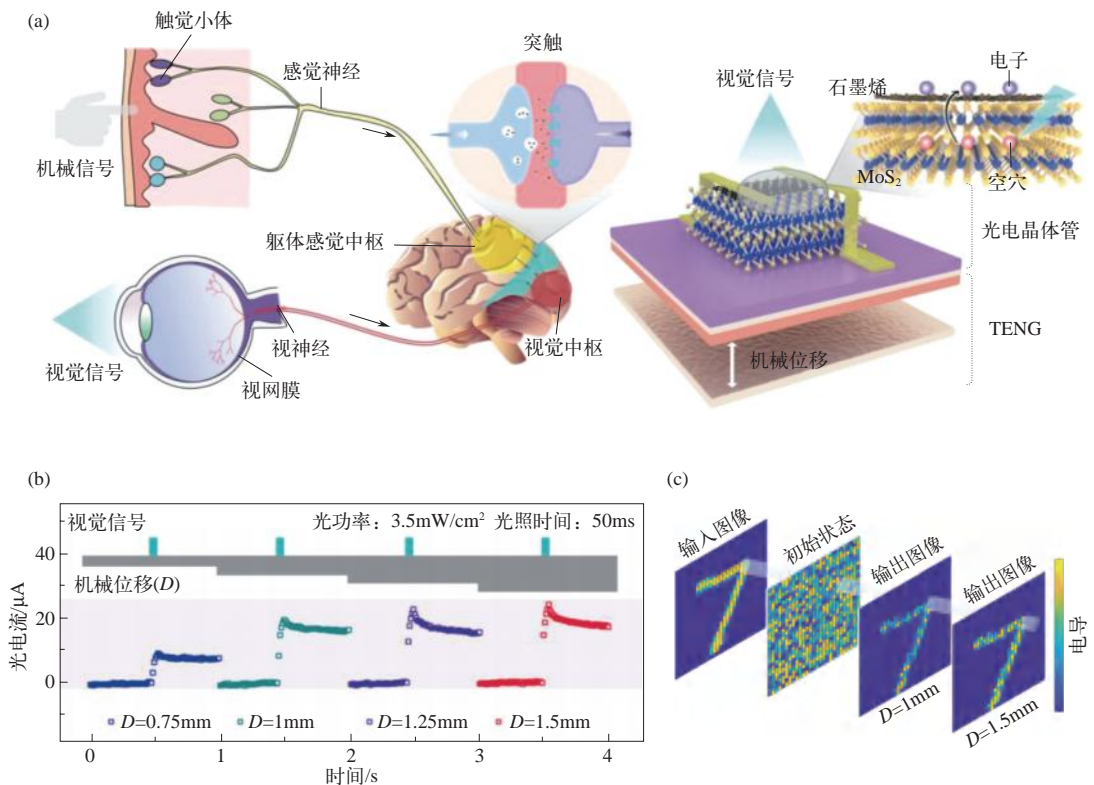 (a)
触觉小体
感觉神经
突触
视觉信号
电子
石墨烯
机械信号
MoS2
空穴
躯体感觉中枢
光电晶体管
视神经
视觉中枢
机械位移
TENG
视觉信号
视网膜
(b)
视觉信号
光功率：3.5mW/cm² 光照时间：50ms
机械位移(D)
光电流/μA
40
20
0
D=0.75mm
D=1mm
D=1.25mm
D=1.5mm
0
1
2
3
4
时间/s
(c)
输入图像
初始状态
输出图像
输出图像
D=1mm
D=1.5mm
电导